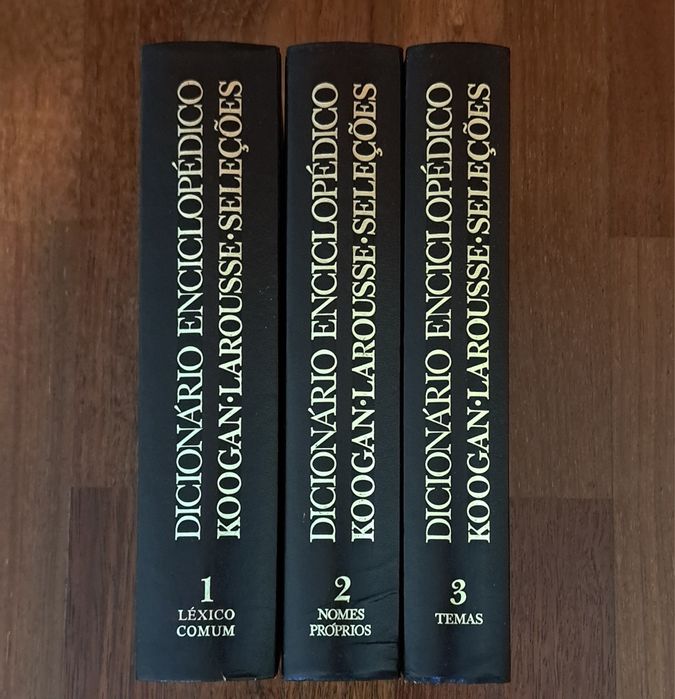 DICIONÁRIO ENCICLOPÉDICO
KOOGAN·LAROUSSE·SELEÇÕES
1
LÉXICO
COMUM
DICIONÁRIO ENCICLOPÉDICO
KOOGAN·LAROUSSE·SELEÇÕES
2
NOMES
PRÓPRIOS
DICIONÁRIO ENCICLOPÉDICO
KOOGAN·LAROUSSE·SELEÇÕES
3
TEMAS